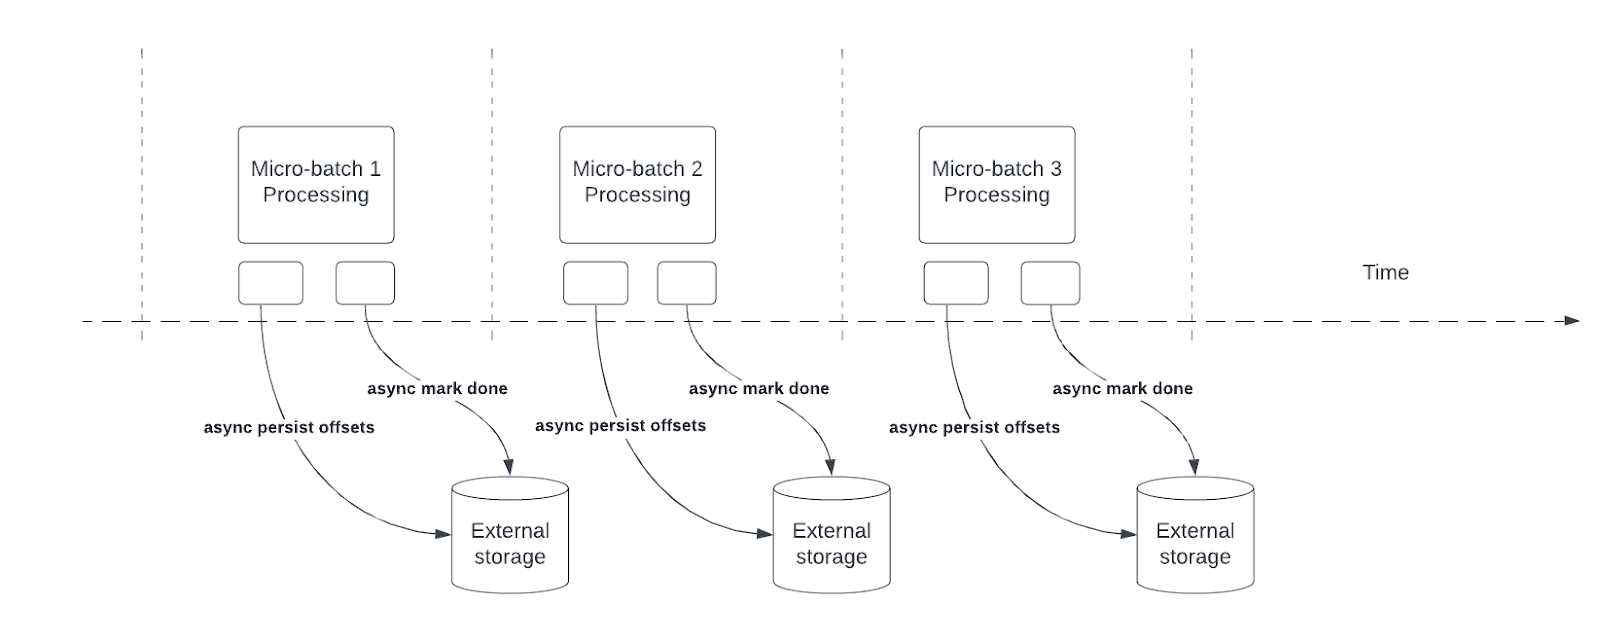 Micro-batch 1
Processing
Micro-batch 2
Processing
Micro-batch 3
Processing
Time
async mark done
async mark done
async mark done
async persist offsets
async persist offsets
async persist offsets
External
storage
External
storage
External
storage